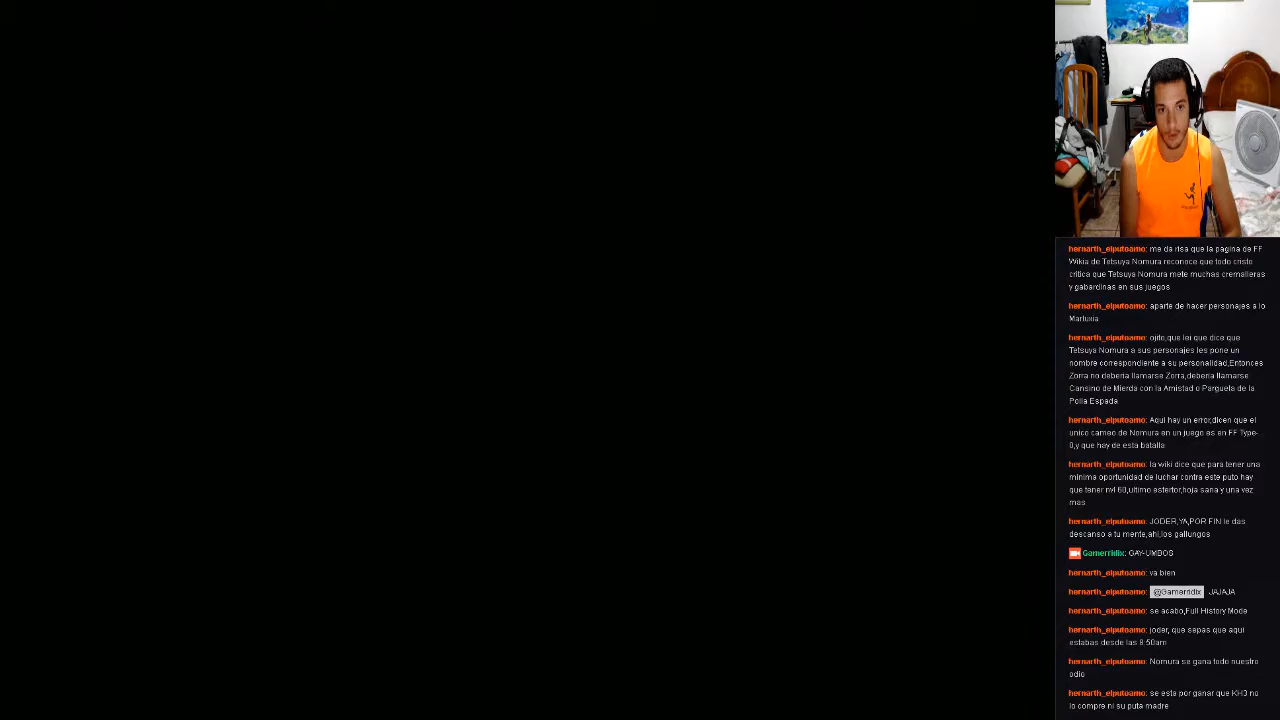 hernarth_elputoamo: me da risa que la pagina de FF
Wikia de Tetsuya Nomura reconoce que todo cristo
critica que Tetsuya Nomura mete muchas cremalleras
y gabardinas en sus juegos
hernarth_elputoamo: aparte de hacer personajes a lo
Marluxia
hernarth_elputoamo: ojito,que lei que dice que
Tetsuya Nomura a sus personajes les pone un
nombre correspondiente a su personalidad,Entonces
Zorra no deberia llamarse Zorra,deberia llamarse
Cansino de Mierda con la Amistad o Parguela de la
Polla Espada
hernarth_elputoamo: Aqui hay un error,dicen que el
unico cameo de Nomura en un juego es en FF Type-
0,y que hay de esta batalla
hernarth_elputoamo: la wiki dice que para tener una
minima oportunidad de luchar contra este puto hay
que tener nvl 60,ultimo estertor,hoja sana y una vez
mas
hernarth_elputoamo: JODER,YA,POR FIN le das
descanso a tu mente,ahi,los gallungos
Gamerridix: GAY-UMBOS
hernarth_elputoamo: va bien
hernarth_elputoamo: @Gamerridix JAJAJA
hernarth_elputoamo: se acabo,Full History Mode
hernarth_elputoamo: joder, que sepas que aqui
estabas desde las 8:50am
hernarth_elputoamo: Nomura se gana todo nuestro
odio
hernarth_elputoamo: se esta por ganar que KH3 no
lo compre ni su puta madre